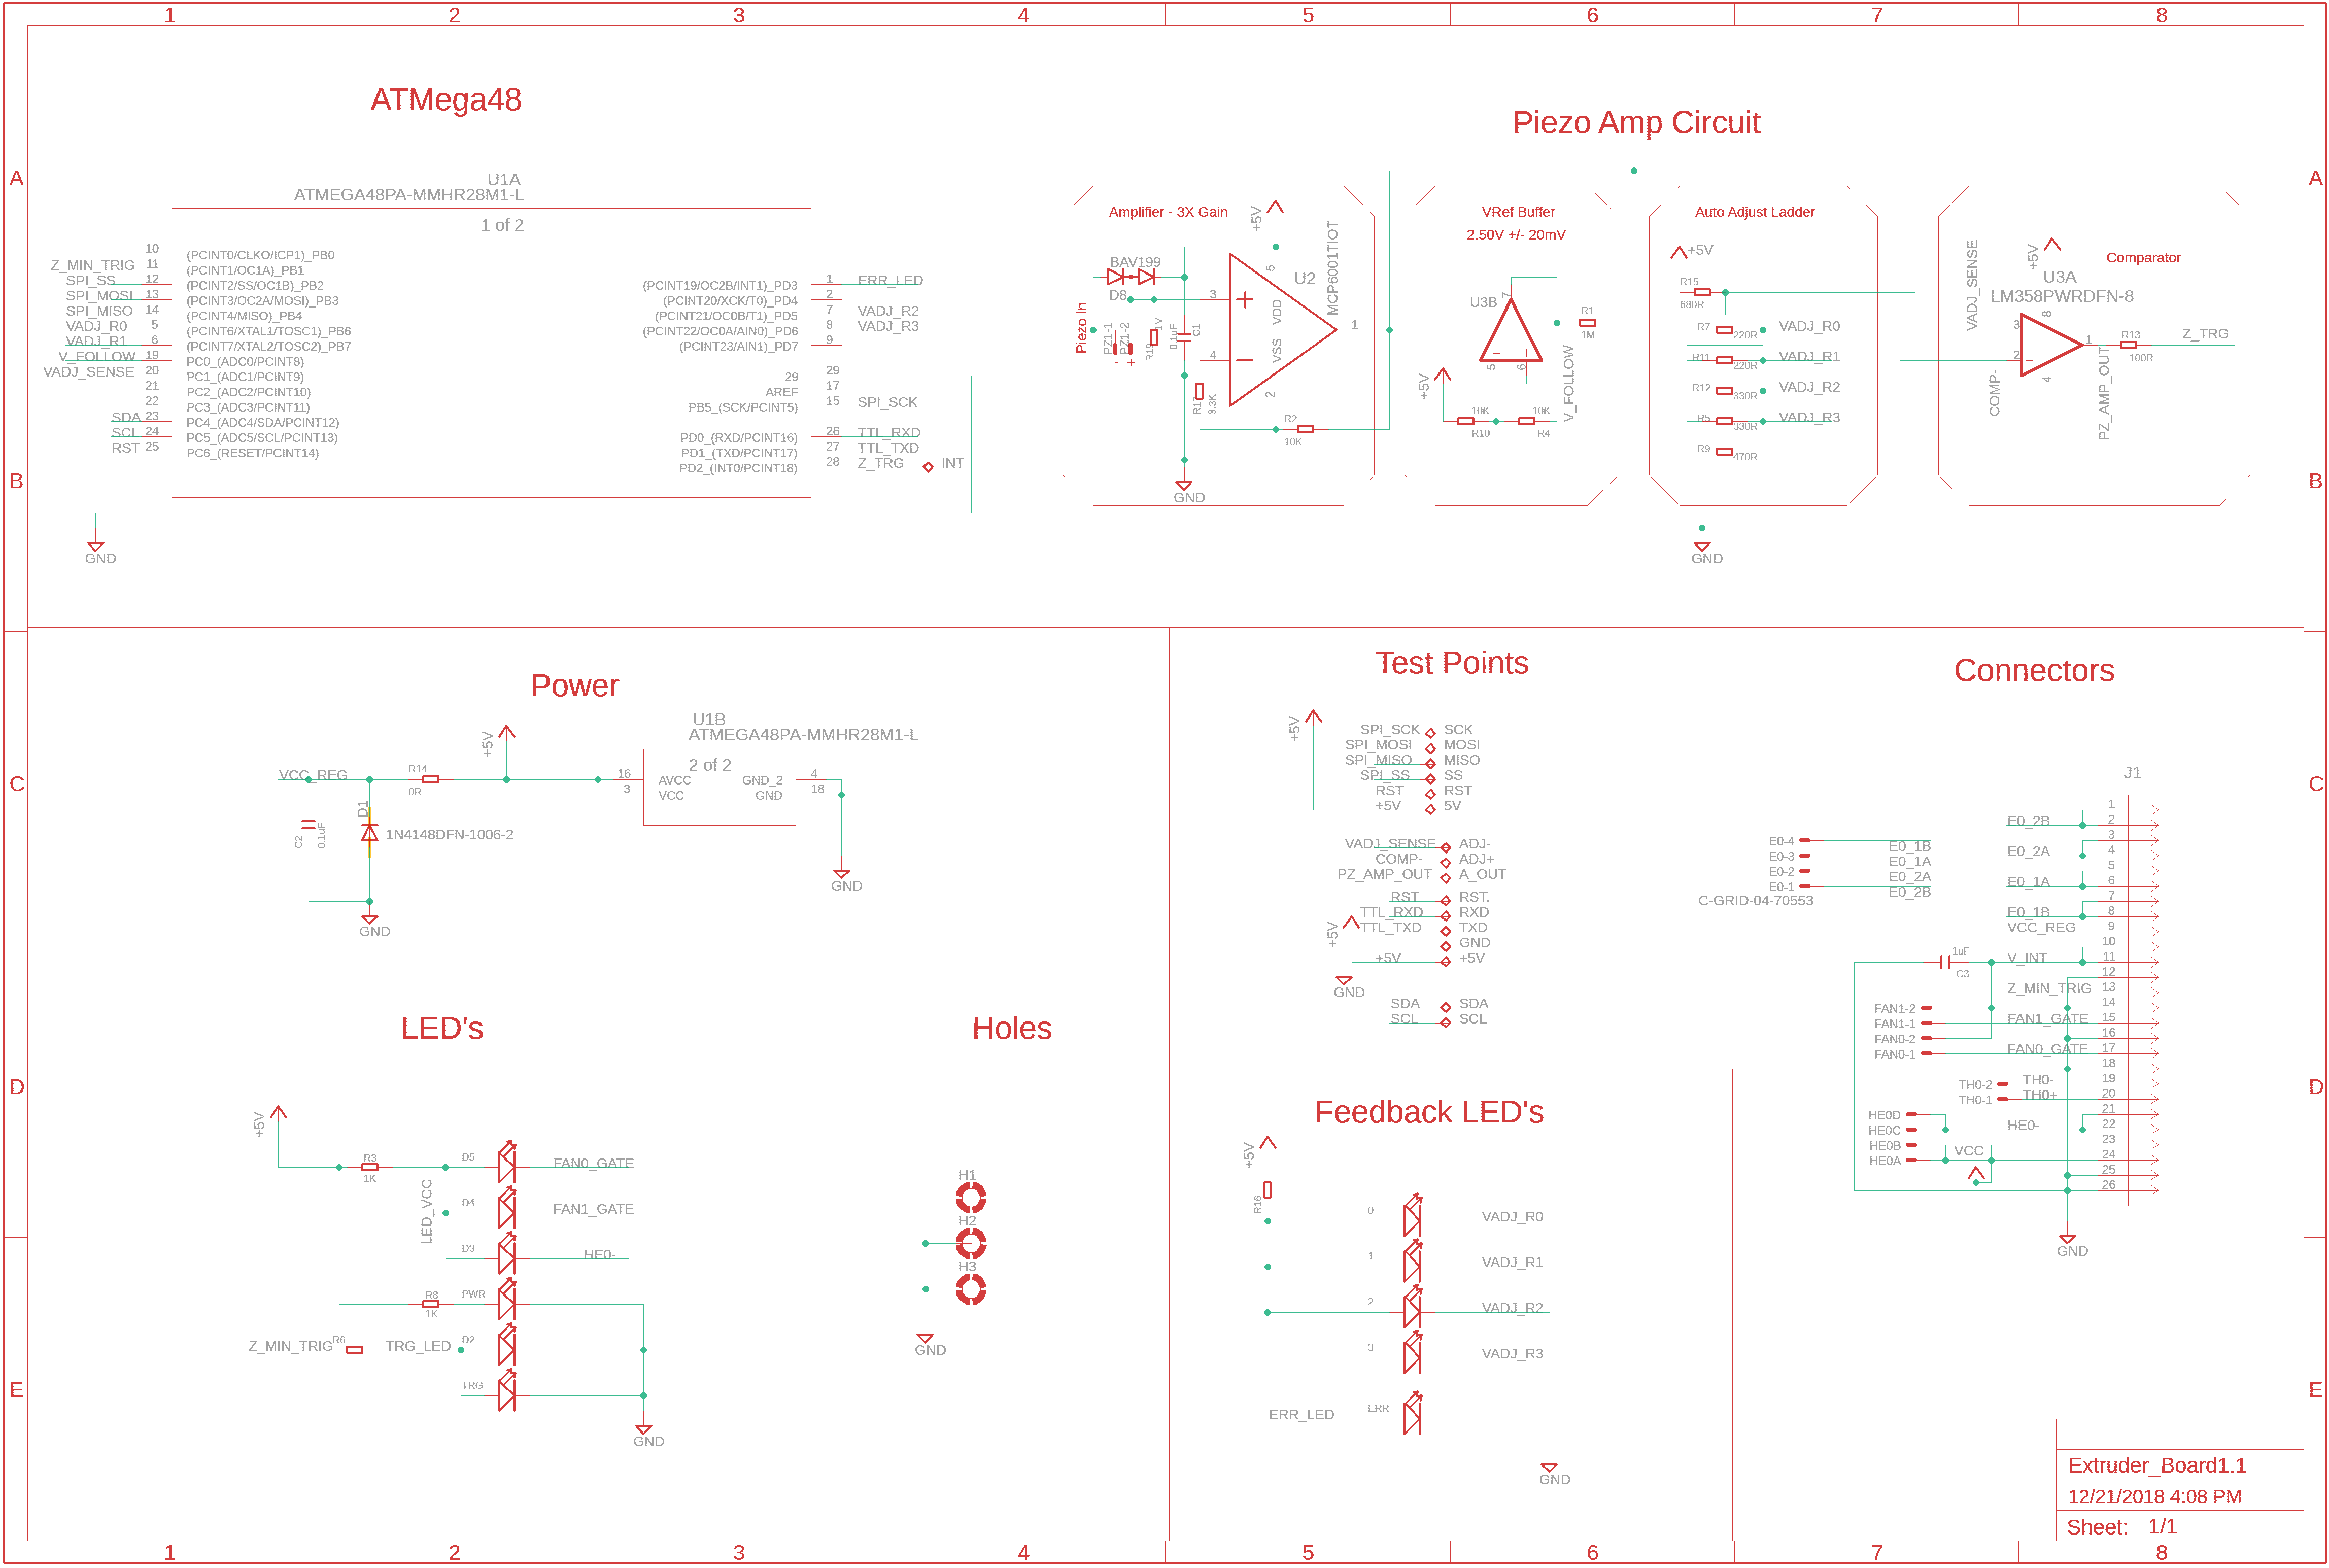 1 2 3 4 5 6 7 8
A
B
C
D
E
A
B
C
D
E
1 2 3 4 5 6 7 8
ATMega48
U1A
ATMEGA48PA-MMHR28M1-L
1 of 2
10 (PCINT0/CLKO/ICP1)_PB0
Z_MIN_TRIG 11 (PCINT1/OC1A)_PB1
SPI_SS 12 (PCINT2/SS/OC1B)_PB2
SPI_MOSI 13 (PCINT3/OC2A/MOSI)_PB3
SPI_MISO 14 (PCINT4/MISO)_PB4
VADJ_R0 5 (PCINT6/XTAL1/TOSC1)_PB6
VADJ_R1 6 (PCINT7/XTAL2/TOSC2)_PB7
V_FOLLOW 19 PC0_(ADC0/PCINT8)
VADJ_SENSE 20 PC1_(ADC1/PCINT9)
21 PC2_(ADC2/PCINT10)
22 PC3_(ADC3/PCINT11)
SDA 23 PC4_(ADC4/SDA/PCINT12)
SCL 24 PC5_(ADC5/SCL/PCINT13)
RST 25 PC6_(RESET/PCINT14)
(PCINT19/OC2B/INT1)_PD3 1 ERR_LED
(PCINT20/XCK/T0)_PD4 2
(PCINT21/OC0B/T1)_PD5 7 VADJ_R2
(PCINT22/OC0A/AIN0)_PD6 8 VADJ_R3
(PCINT23/AIN1)_PD7 9
29 29
AREF 17
PB5_(SCK/PCINT5) 15 SPI_SCK
PD0_(RXD/PCINT16) 26 TTL_RXD
PD1_(TXD/PCINT17) 27 TTL_TXD
PD2_(INT0/PCINT18) 28 Z_TRG INT
GND
Piezo Amp Circuit
Amplifier - 3X Gain
+5V
MCP6001TIOT
BAV199
D8
U2
Piezo In
PZ1-1
PZ1-2
- +
R19
1M
0.1uF
C1
3
4
5
2
1
VDD
VSS
R17
3.3K
R2
10K
GND
VRef Buffer
2.50V +/- 20mV
U3B
7
5
6
R1
1M
V_FOLLOW
+5V
10K
R10
10K
R4
Auto Adjust Ladder
+5V
R15
680R
R7 220R VADJ_R0
R11 220R VADJ_R1
R12 330R VADJ_R2
R5 330R VADJ_R3
R9 470R
GND
Comparator
VADJ_SENSE
+5V
U3A
LM358PWRDFN-8
3
2
8
4
1
COMP-
PZ_AMP_OUT
R13
100R
Z_TRG
Power
VCC_REG
R14
0R
+5V
C2
0.1uF
D1
1N4148DFN-1006-2
GND
U1B
ATMEGA48PA-MMHR28M1-L
2 of 2
16 AVCC GND_2 4
3 VCC GND 18
GND
Test Points
+5V
SPI_SCK SCK
SPI_MOSI MOSI
SPI_MISO MISO
SPI_SS SS
RST RST
+5V 5V
VADJ_SENSE ADJ-
COMP- ADJ+
PZ_AMP_OUT A_OUT
RST RST.
TTL_RXD RXD
TTL_TXD TXD
GND
+5V +5V
+5V
GND
SDA SDA
SCL SCL
Connectors
J1
E0-4 E0_1B
E0-3 E0_1A
E0-2 E0_2A
E0-1 E0_2B
C-GRID-04-70553
1
E0_2B 2
3
E0_2A 4
5
E0_1A 6
7
E0_1B 8
VCC_REG 9
10
V_INT 11
12
Z_MIN_TRIG 13
14
FAN1_GATE 15
16
FAN0_GATE 17
18
TH0-2 TH0- 19
TH0-1 TH0+ 20
21
HE0- 22
23
VCC 24
25
26
1uF
C3
FAN1-2
FAN1-1
FAN0-2
FAN0-1
HE0D
HE0C
HE0B
HE0A
GND
LED's
+5V
R3
1K
LED_VCC
D5 FAN0_GATE
D4 FAN1_GATE
D3 HE0-
R8
1K
PWR
Z_MIN_TRIG R6 TRG_LED D2
TRG
GND
Holes
H1
H2
H3
GND
Feedback LED's
+5V
R16
0 VADJ_R0
1 VADJ_R1
2 VADJ_R2
3 VADJ_R3
ERR_LED ERR
GND
Extruder_Board1.1
12/21/2018 4:08 PM
Sheet: 1/1